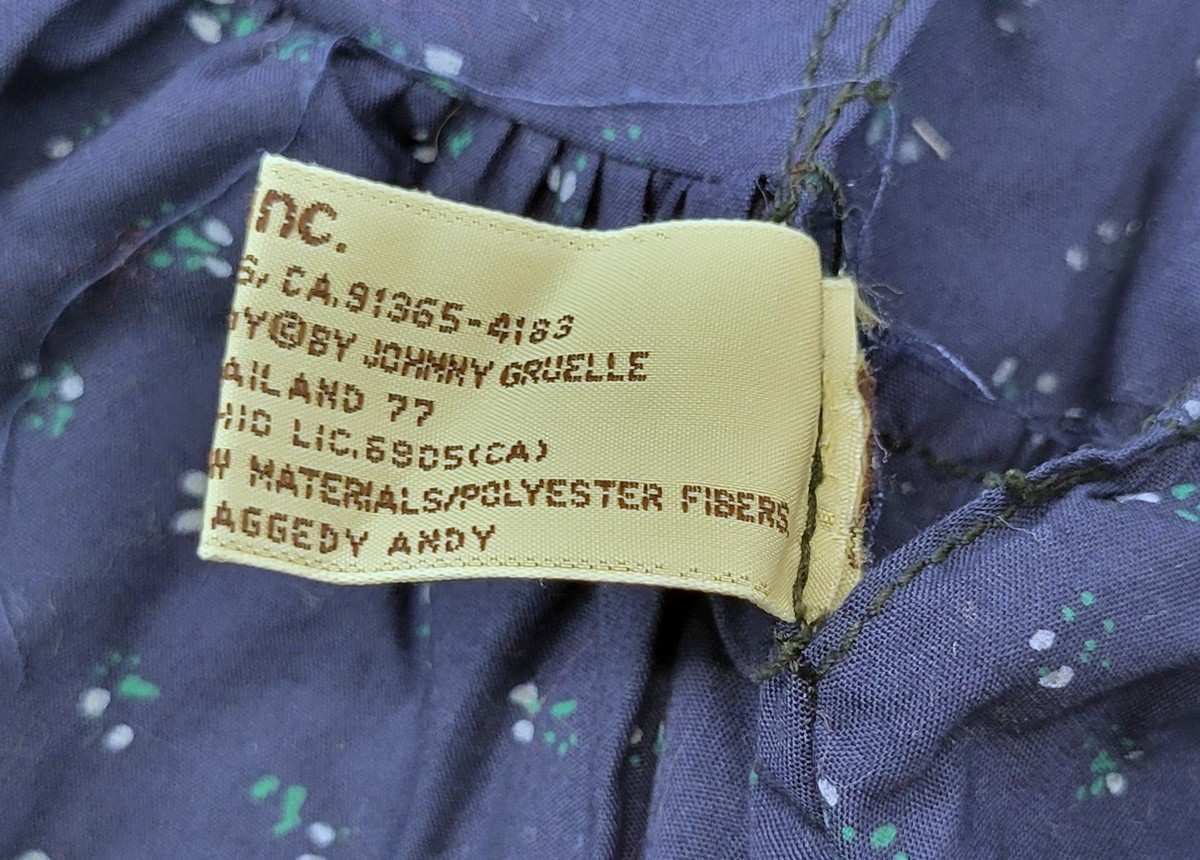 nc.
S, CA. 91365-4183
Y©BY JOHNNY GRUELLE
AILAND 77
HIO LIC. 6905(CA)
H MATERIALS/POLYESTER FIBERS
AGGEDY ANDY